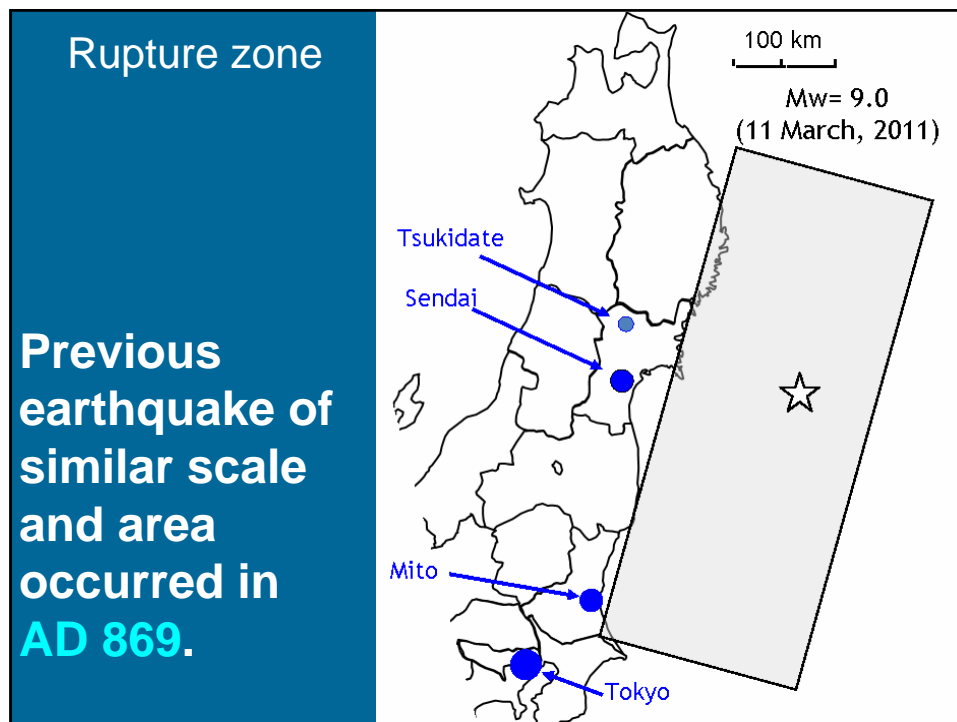 Rupture zone
Previous
earthquake of
similar scale
and area
occurred in
AD 869.
100 km
Mw= 9.0
(11 March, 2011)
Tsukidate
Sendai
Mito
Tokyo